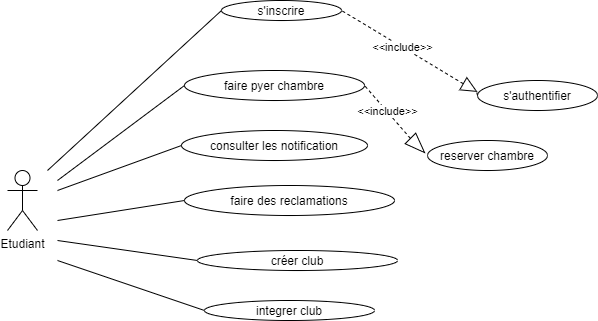 s'inscrire
<<include>>
faire pyer chambre
s'authentifier
<<include>>
consulter les notification
reserver chambre
faire des reclamations
Etudiant
créer club
integrer club